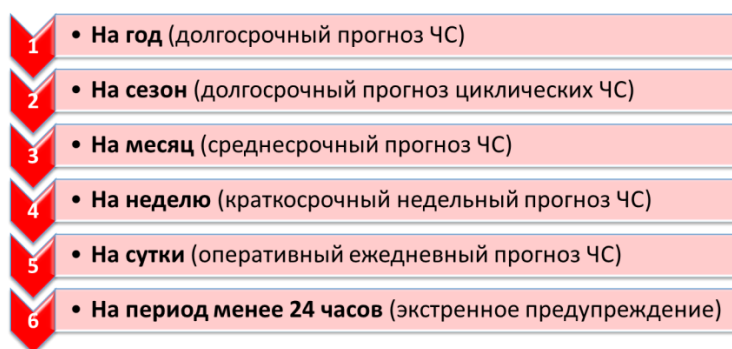 1 • На год (долгосрочный прогноз ЧС)
2 • На сезон (долгосрочный прогноз циклических ЧС)
3 • На месяц (среднесрочный прогноз ЧС)
4 • На неделю (краткосрочный недельный прогноз ЧС)
5 • На сутки (оперативный ежедневный прогноз ЧС)
6 • На период менее 24 часов (экстренное предупреждение)